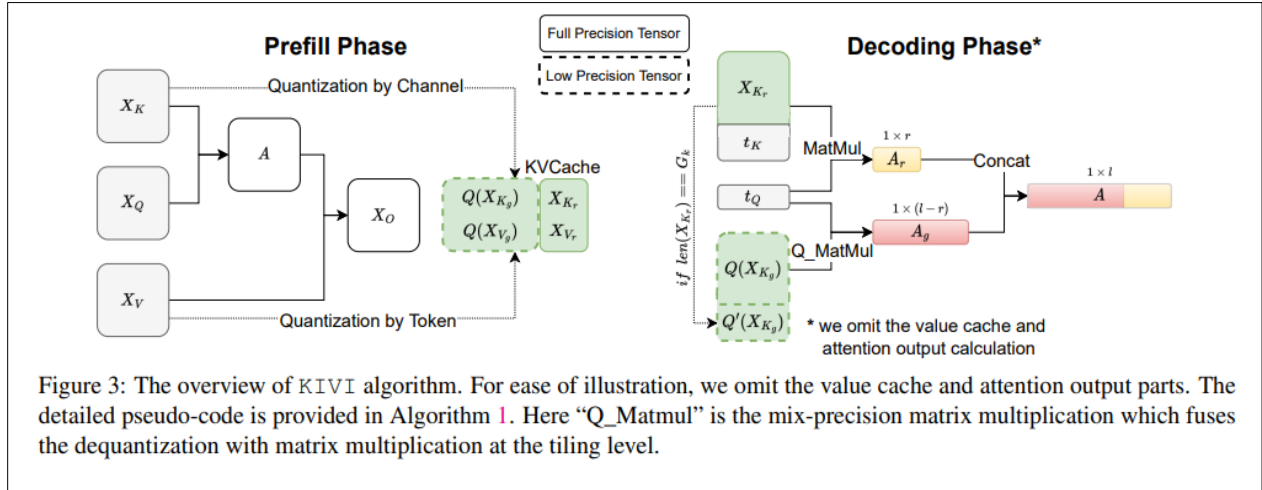 Prefill Phase
Full Precision Tensor
Low Precision Tensor
Decoding Phase*
Quantization by Channel
X_K
X_Q
X_V
A
X_O
KVCache
Q(X_{K_g}) X_{K_r}
Q(X_{V_g}) X_{V_r}
Quantization by Token
X_{K_r}
t_K
if len(X_{K_r}) == G_k
MatMul
1 × r
A_r
Concat
t_Q
1 × (l − r)
A_g
1 × l
A
Q_MatMul
Q(X_{K_g})
Q'(X_{K_g})
* we omit the value cache and
attention output calculation
Figure 3: The overview of KIVI algorithm. For ease of illustration, we omit the value cache and attention output parts. The
detailed pseudo-code is provided in Algorithm 1. Here “Q_Matmul” is the mix-precision matrix multiplication which fuses
the dequantization with matrix multiplication at the tiling level.